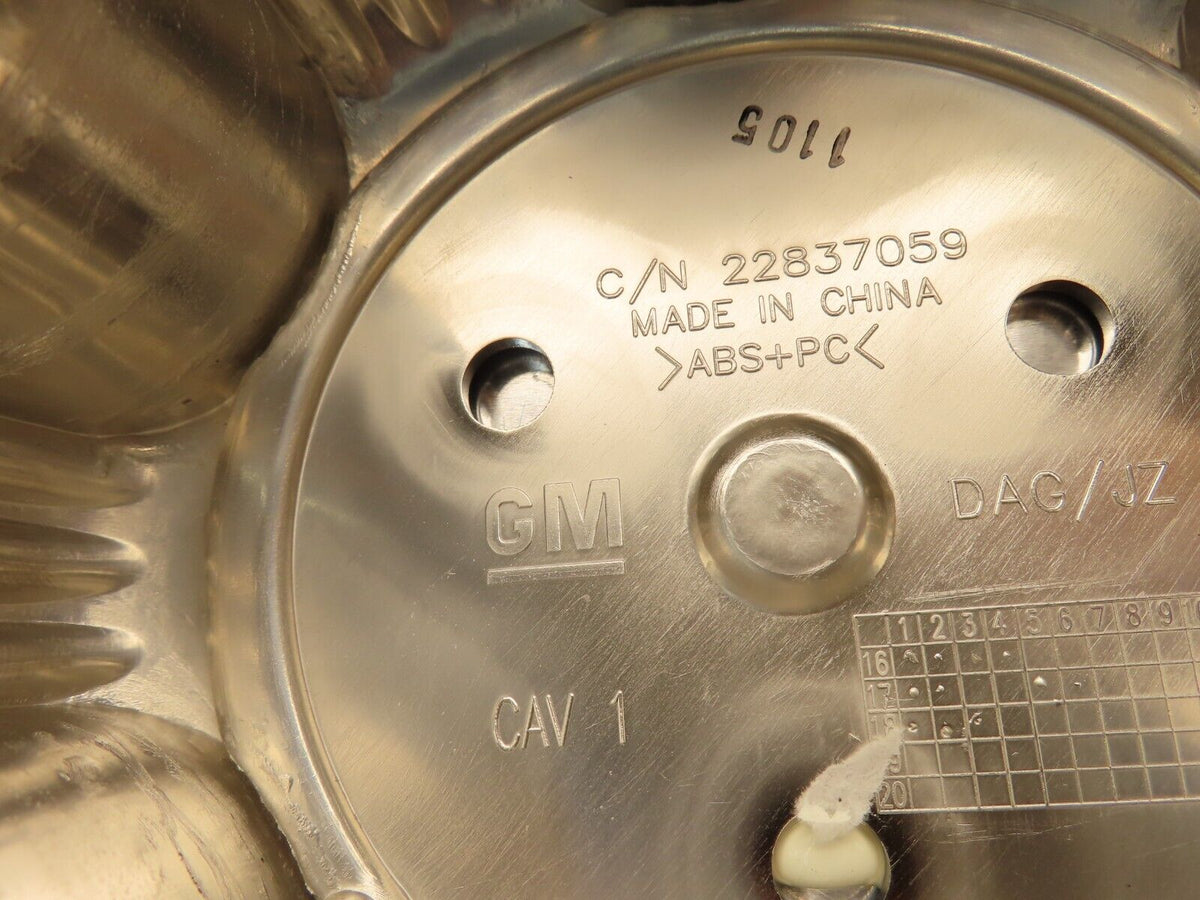 1105
C/N 22837059
MADE IN CHINA
>ABS+PC<
GM
DAG/JZ
CAV 1
1 2 3 4 5 6 7 8 9
16
17
18
20